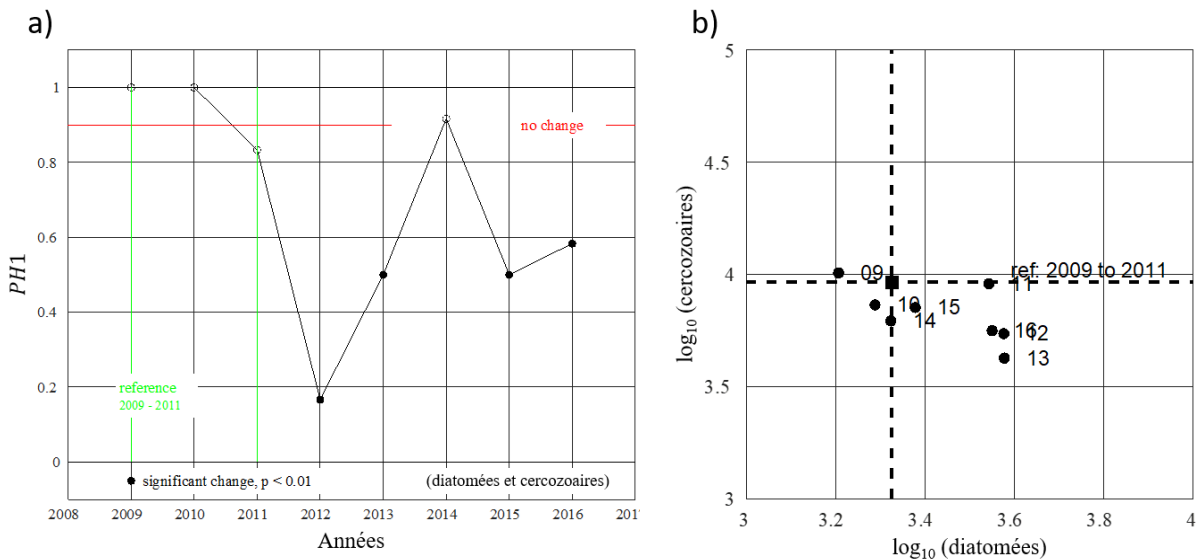 a)
1
0.8
0.6
0.4
0.2
0
PH1
no change
reference
2009 - 2011
significant change, p < 0.01
(diatomées et cercozoaires)
2008 2009 2010 2011 2012 2013 2014 2015 2016 201
Années
b)
5
4.5
4
3.5
3
log10 (cercozoaires)
ref: 2009 to 2011
09
11
10
15
14
16
12
13
3 3.2 3.4 3.6 3.8 4
log10 (diatomées)